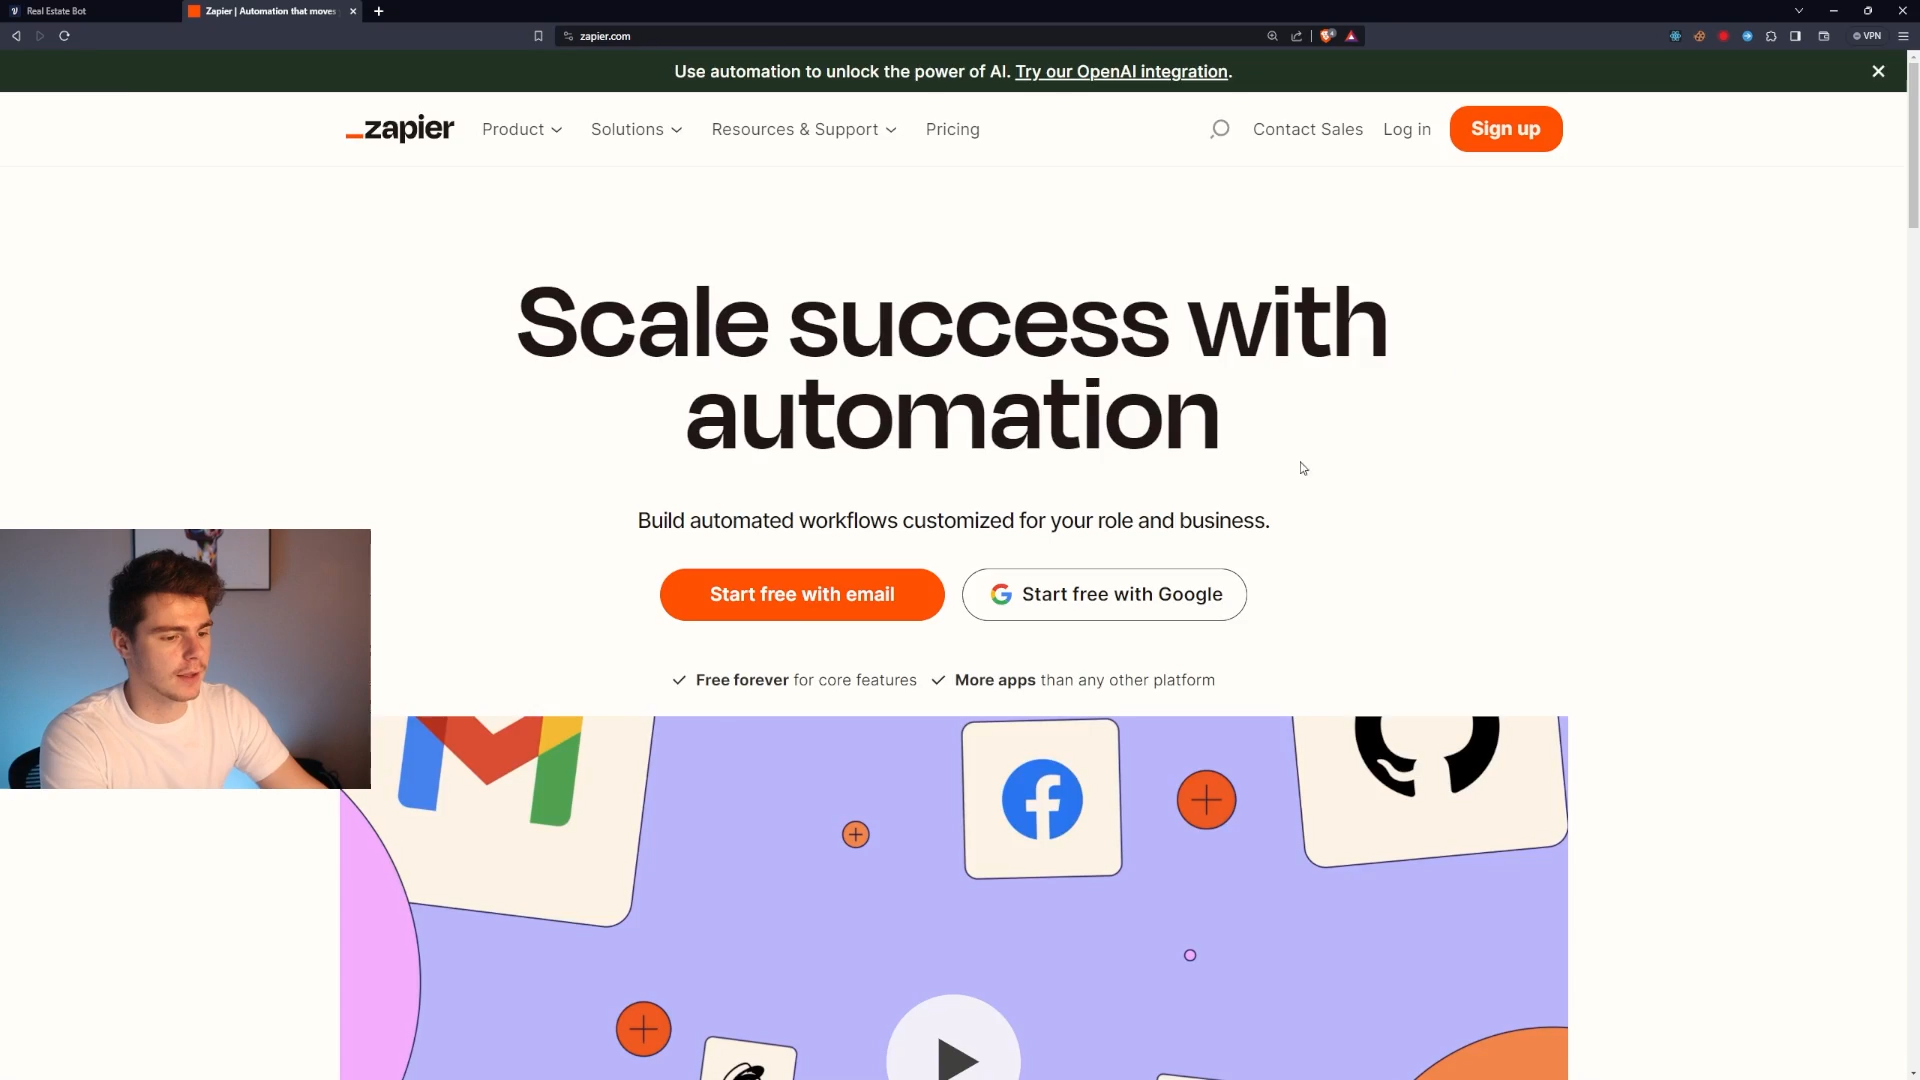 Real Estate Bot
Zapier | Automation that moves
zapier.com
VPN
Use automation to unlock the power of AI. Try our OpenAI integration.
zapier
Product
Solutions
Resources & Support
Pricing
Contact Sales
Log in
Sign up
Scale success with
automation
Build automated workflows customized for your role and business.
Start free with email
Start free with Google
Free forever for core features
More apps than any other platform